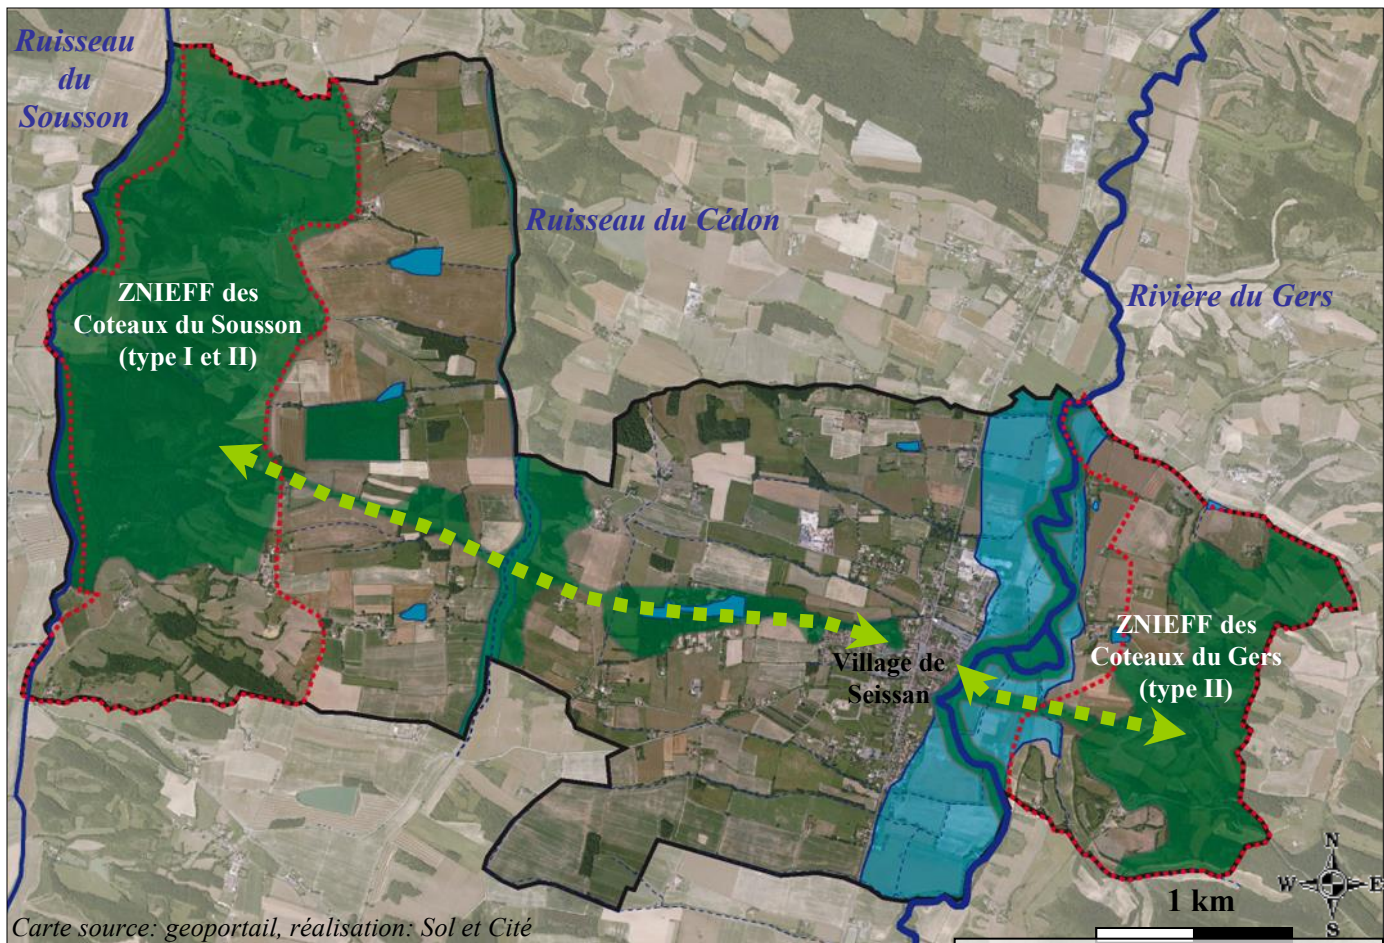 Ruisseau
du
Sousson
Ruisseau du Cédon
Rivière du Gers
ZNIEFF des
Coteaux du Sousson
(type I et II)
ZNIEFF des
Coteaux du Gers
(type II)
Village de
Seissan
N
W E
S
1 km
Carte source: geoportail, réalisation: Sol et Cité